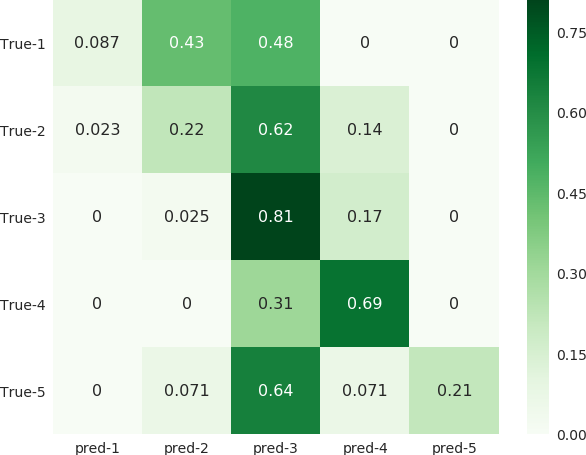 True-1 0.087 0.43 0.48 0 0
True-2 0.023 0.22 0.62 0.14 0
True-3 0 0.025 0.81 0.17 0
True-4 0 0 0.31 0.69 0
True-5 0 0.071 0.64 0.071 0.21
pred-1 pred-2 pred-3 pred-4 pred-5
0.75
0.60
0.45
0.30
0.15
0.00